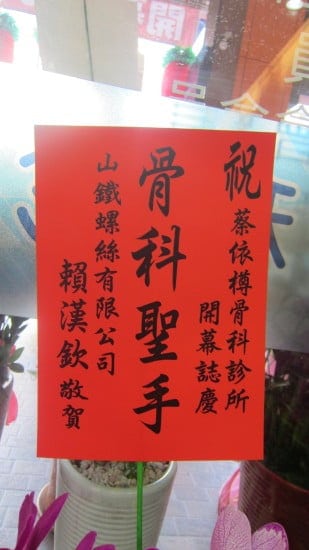 祝
蔡依樽骨科診所
開幕誌慶
骨科聖手
山鐵螺絲有限公司
賴漢欽敬賀